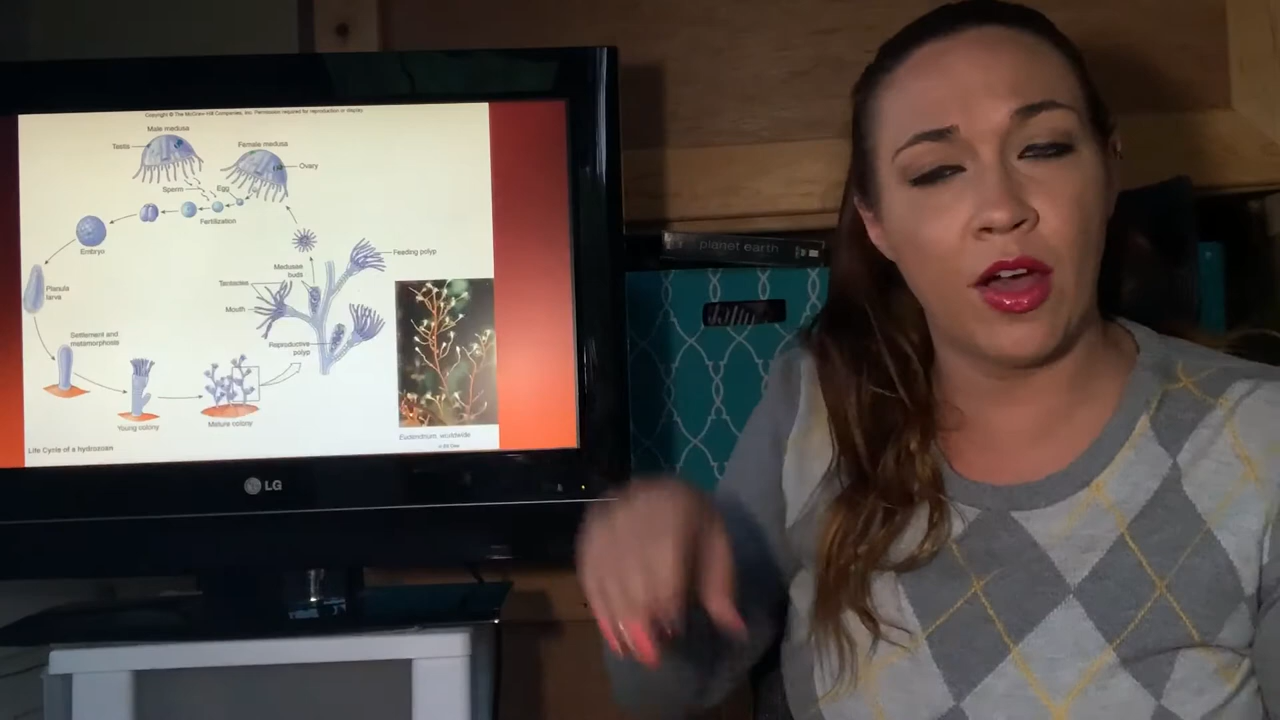 Copyright © The McGraw-Hill Companies, Inc. Permission required for reproduction or display.
Male medusa
Testis
Female medusa
Ovary
Sperm
Egg
Fertilization
Embryo
Feeding polyp
Medusae
buds
Tentacles
Mouth
Planula
larva
Settlement and
metamorphosis
Reproductive
polyp
Young colony
Mature colony
Eudendrium, worldwide
Life Cycle of a hydrozoan
LG
planet earth